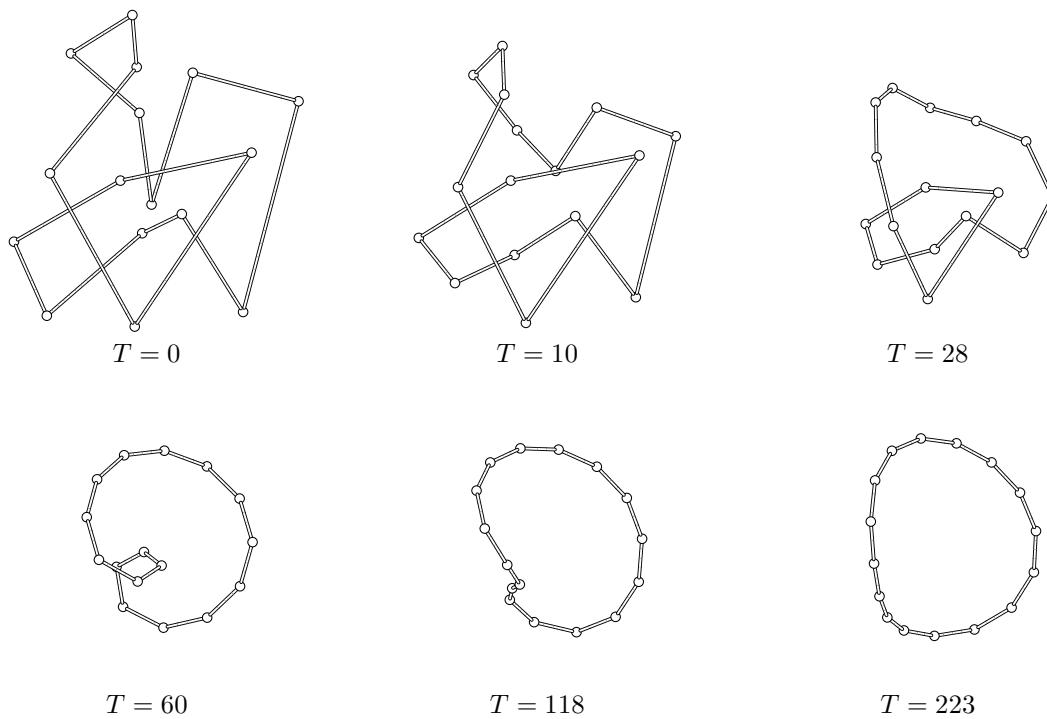 T = 0
T = 10
T = 28
T = 60
T = 118
T = 223